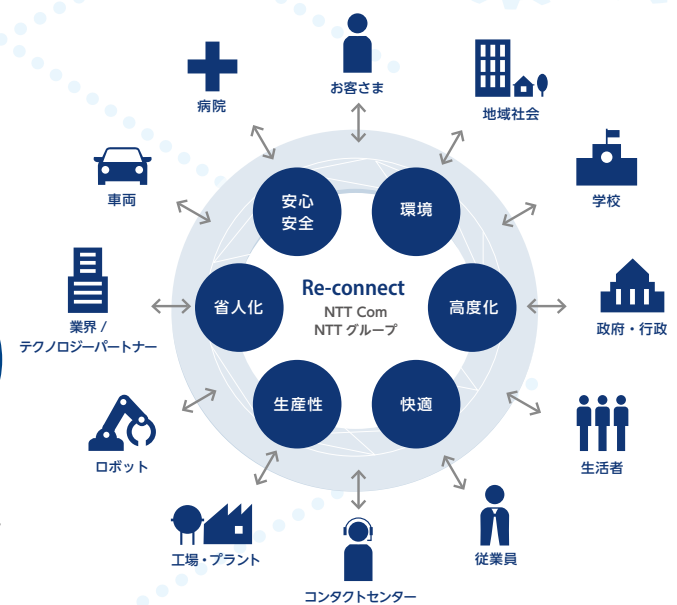 お客さま
病院
地域社会
車両
学校
安心
安全
環境
業界 /
テクノロジーパートナー
省人化
Re-connect
NTT Com
NTT グループ
高度化
政府・行政
生産性
快適
ロボット
生活者
工場・プラント
従業員
コンタクトセンター